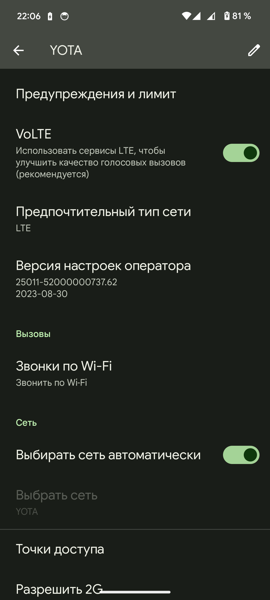 22:06 81 %
YOTA
Предупреждения и лимит
VoLTE
Использовать сервисы LTE, чтобы
улучшить качество голосовых вызовов
(рекомендуется)
Предпочтительный тип сети
LTE
Версия настроек оператора
25011-52000000737.62
2023-08-30
Вызовы
Звонки по Wi-Fi
Звонить по Wi-Fi
Сеть
Выбирать сеть автоматически
Выбрать сеть
YOTA
Точки доступа
Разрешить 2G